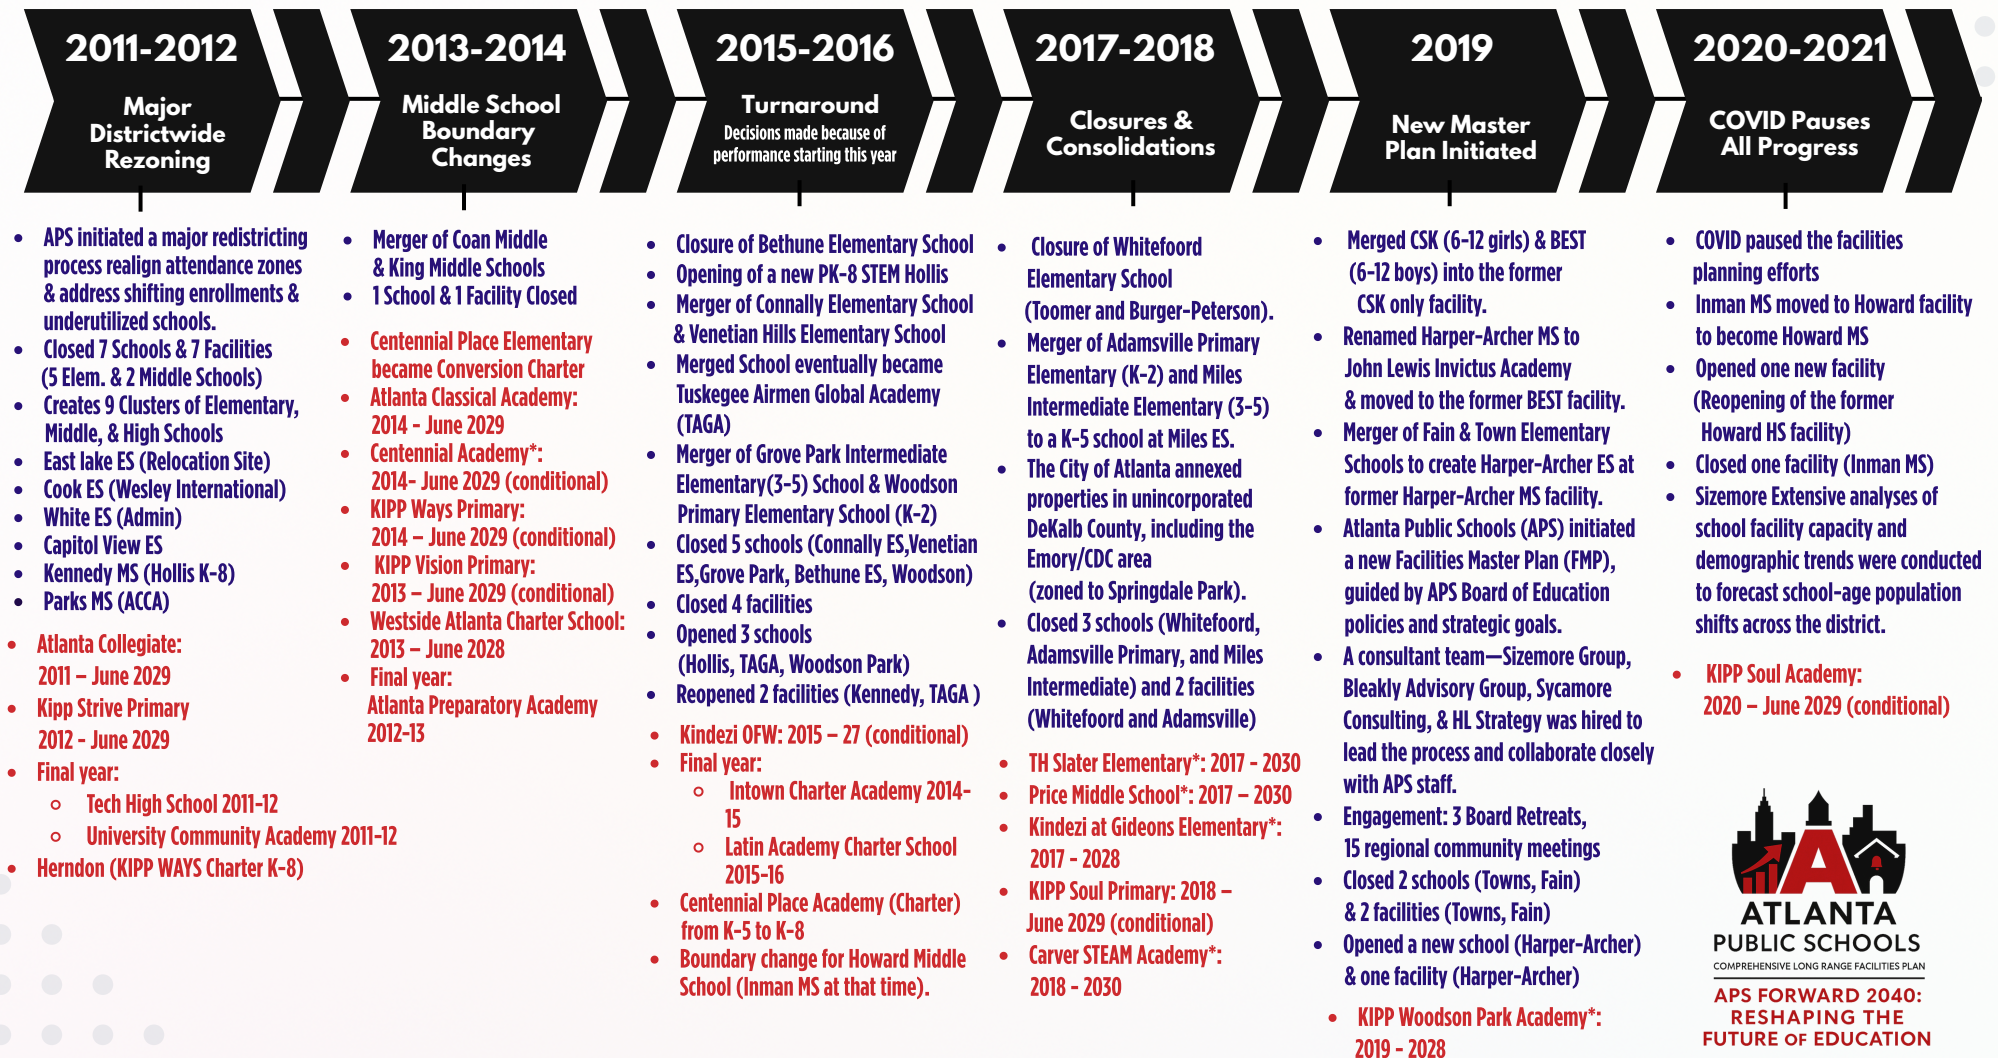 2011-2012
Major
Districtwide
Rezoning
• APS initiated a major redistricting
process realign attendance zones
& address shifting enrollments &
underutilized schools.
• Closed 7 Schools & 7 Facilities
(5 Elem. & 2 Middle Schools)
• Creates 9 Clusters of Elementary,
Middle, & High Schools
• East lake ES (Relocation Site)
• Cook ES (Wesley International)
• White ES (Admin)
• Capitol View ES
• Kennedy MS (Hollis K-8)
• Parks MS (ACCA)
• Atlanta Collegiate:
2011 – June 2029
• Kipp Strive Primary
2012 - June 2029
• Final year:
○ Tech High School 2011-12
○ University Community Academy 2011-12
• Herndon (KIPP WAYS Charter K-8)
2013-2014
Middle School
Boundary
Changes
• Merger of Coan Middle
& King Middle Schools
• 1 School & 1 Facility Closed
• Centennial Place Elementary
became Conversion Charter
• Atlanta Classical Academy:
2014 - June 2029
• Centennial Academy*:
2014- June 2029 (conditional)
• KIPP Ways Primary:
2014 – June 2029 (conditional)
• KIPP Vision Primary:
2013 – June 2029 (conditional)
• Westside Atlanta Charter School:
2013 – June 2028
• Final year:
Atlanta Preparatory Academy
2012-13
2015-2016
Turnaround
Decisions made because of
performance starting this year
• Closure of Bethune Elementary School
• Opening of a new PK-8 STEM Hollis
• Merger of Connally Elementary School
& Venetian Hills Elementary School
• Merged School eventually became
Tuskegee Airmen Global Academy
(TAGA)
• Merger of Grove Park Intermediate
Elementary(3-5) School & Woodson
Primary Elementary School (K-2)
• Closed 5 schools (Connally ES,Venetian
ES,Grove Park, Bethune ES, Woodson)
• Closed 4 facilities
• Opened 3 schools
(Hollis, TAGA, Woodson Park)
• Reopened 2 facilities (Kennedy, TAGA )
• Kindezi OFW: 2015 – 27 (conditional)
• Final year:
○ Intown Charter Academy 2014-
15
○ Latin Academy Charter School
2015-16
• Centennial Place Academy (Charter)
from K-5 to K-8
• Boundary change for Howard Middle
School (Inman MS at that time).
2017-2018
Closures &
Consolidations
• Closure of Whitefoord
Elementary School
(Toomer and Burger-Peterson).
• Merger of Adamsville Primary
Elementary (K-2) and Miles
Intermediate Elementary (3-5)
to a K-5 school at Miles ES.
• The City of Atlanta annexed
properties in unincorporated
DeKalb County, including the
Emory/CDC area
(zoned to Springdale Park).
• Closed 3 schools (Whitefoord,
Adamsville Primary, and Miles
Intermediate) and 2 facilities
(Whitefoord and Adamsville)
• TH Slater Elementary*: 2017 - 2030
• Price Middle School*: 2017 – 2030
• Kindezi at Gideons Elementary*:
2017 - 2028
• KIPP Soul Primary: 2018 –
June 2029 (conditional)
• Carver STEAM Academy*:
2018 - 2030
2019
New Master
Plan Initiated
• Merged CSK (6-12 girls) & BEST
(6-12 boys) into the former
CSK only facility.
• Renamed Harper-Archer MS to
John Lewis Invictus Academy
& moved to the former BEST facility.
• Merger of Fain & Town Elementary
Schools to create Harper-Archer ES at
former Harper-Archer MS facility.
• Atlanta Public Schools (APS) initiated
a new Facilities Master Plan (FMP),
guided by APS Board of Education
policies and strategic goals.
• A consultant team—Sizemore Group,
Bleakly Advisory Group, Sycamore
Consulting, & HL Strategy was hired to
lead the process and collaborate closely
with APS staff.
• Engagement: 3 Board Retreats,
15 regional community meetings
• Closed 2 schools (Towns, Fain)
& 2 facilities (Towns, Fain)
• Opened a new school (Harper-Archer)
& one facility (Harper-Archer)
• KIPP Woodson Park Academy*:
2019 - 2028
2020-2021
COVID Pauses
All Progress
• COVID paused the facilities
planning efforts
• Inman MS moved to Howard facility
to become Howard MS
• Opened one new facility
(Reopening of the former
Howard HS facility)
• Closed one facility (Inman MS)
• Sizemore Extensive analyses of
school facility capacity and
demographic trends were conducted
to forecast school-age population
shifts across the district.
• KIPP Soul Academy:
2020 – June 2029 (conditional)
A
ATLANTA
PUBLIC SCHOOLS
COMPREHENSIVE LONG RANGE FACILITIES PLAN
APS FORWARD 2040:
RESHAPING THE
FUTURE OF EDUCATION